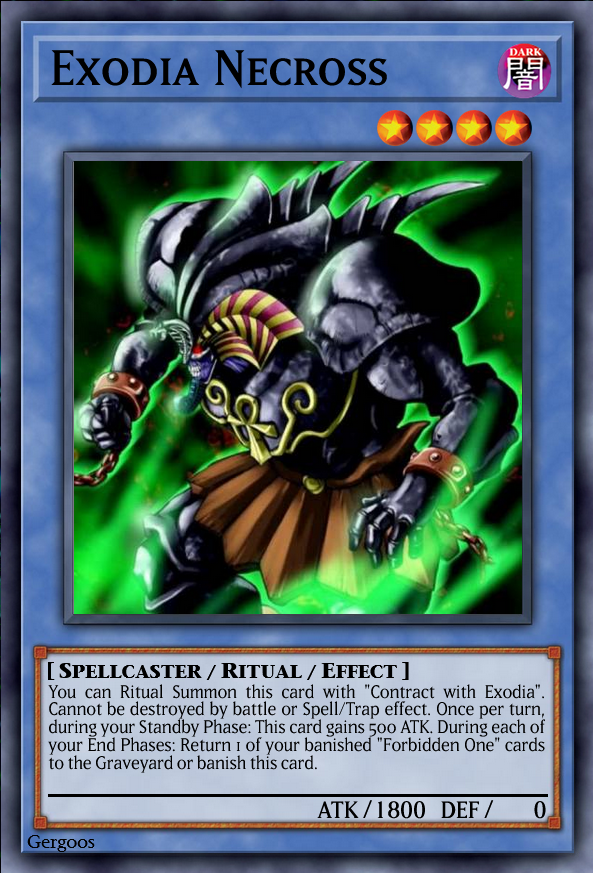 Exodia Necross
DARK
闇
[ Spellcaster / Ritual / Effect ]
You can Ritual Summon this card with "Contract with Exodia".
Cannot be destroyed by battle or Spell/Trap effect. Once per turn,
during your Standby Phase: This card gains 500 ATK. During each of
your End Phases: Return 1 of your banished "Forbidden One" cards
to the Graveyard or banish this card.
ATK / 1800 DEF / 0
Gergoos